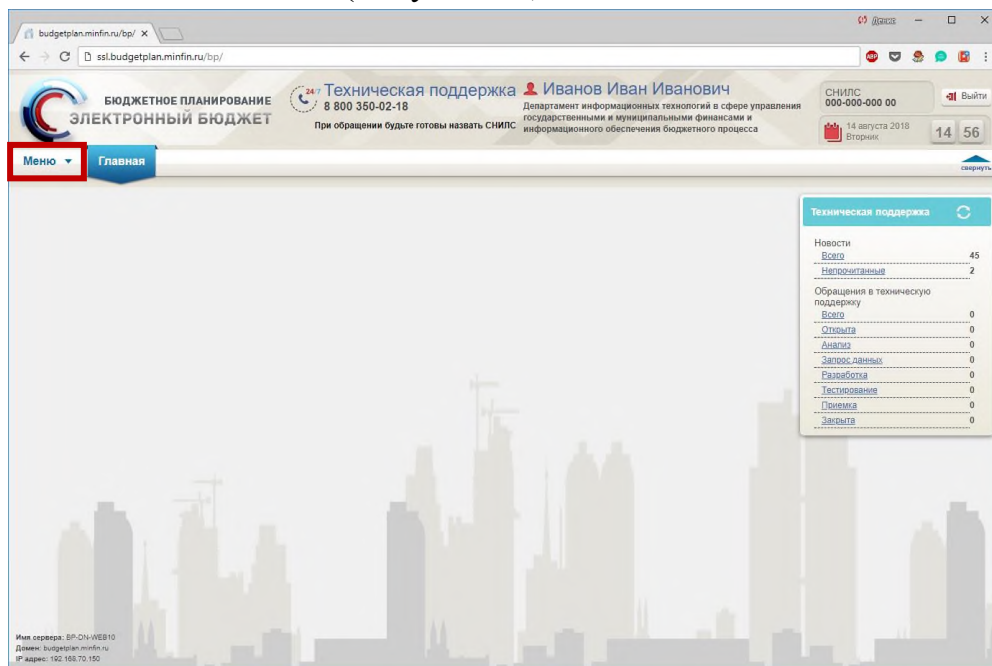 Денис
budgetplan.minfin.ru/bp/
ssl.budgetplan.minfin.ru/bp/
ABP
БЮДЖЕТНОЕ ПЛАНИРОВАНИЕ
ЭЛЕКТРОННЫЙ БЮДЖЕТ
24/7 Техническая поддержка
8 800 350-02-18
При обращении будьте готовы назвать СНИЛС
Иванов Иван Иванович
Департамент информационных технологий в сфере управления
государственными и муниципальными финансами и
информационного обеспечения бюджетного процесса
СНИЛС
000-000-000 00
Выйти
14 августа 2018
Вторник
14 56
Меню Главная
свернуть
Техническая поддержка
Новости
Всего 45
Непрочитанные 2
Обращения в техническую
поддержку
Всего 0
Открыта 0
Анализ 0
Запрос данных 0
Разработка 0
Тестирование 0
Приемка 0
Закрыта 0
Имя сервера: BP-DN-WEB10
Домен: budgetplan.minfin.ru
IP адрес: 192.168.70.150